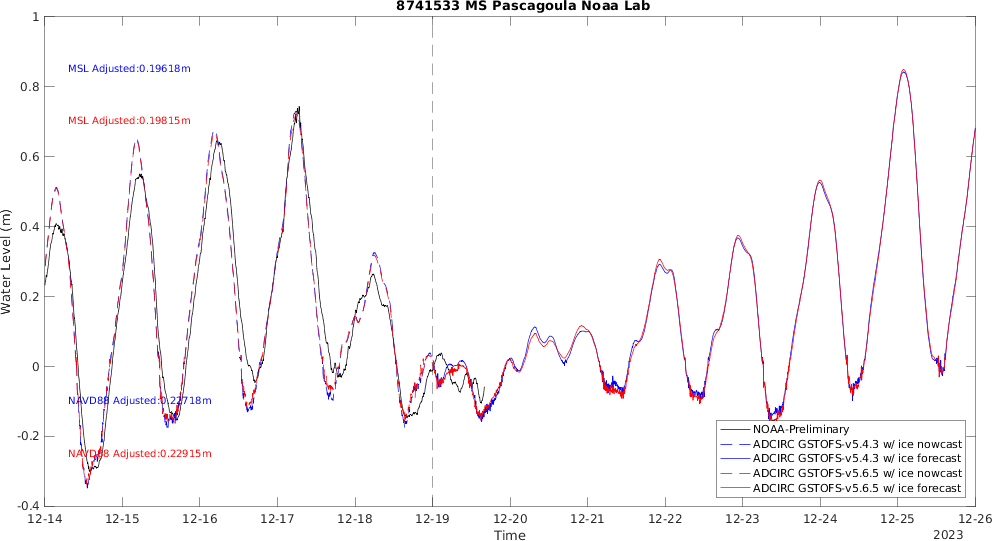 8741533 MS Pascagoula Noaa Lab
1
0.8
0.6
0.4
0.2
0
-0.2
-0.4
Water Level (m)
MSL Adjusted:0.19618m
MSL Adjusted:0.19815m
NAVD88 Adjusted:0.22718m
NAVD88 Adjusted:0.22915m
NOAA-Preliminary
ADCIRC GSTOFS-v5.4.3 w/ ice nowcast
ADCIRC GSTOFS-v5.4.3 w/ ice forecast
ADCIRC GSTOFS-v5.6.5 w/ ice nowcast
ADCIRC GSTOFS-v5.6.5 w/ ice forecast
12-14 12-15 12-16 12-17 12-18 12-19 12-20 12-21 12-22 12-23 12-24 12-25 12-26
Time
2023